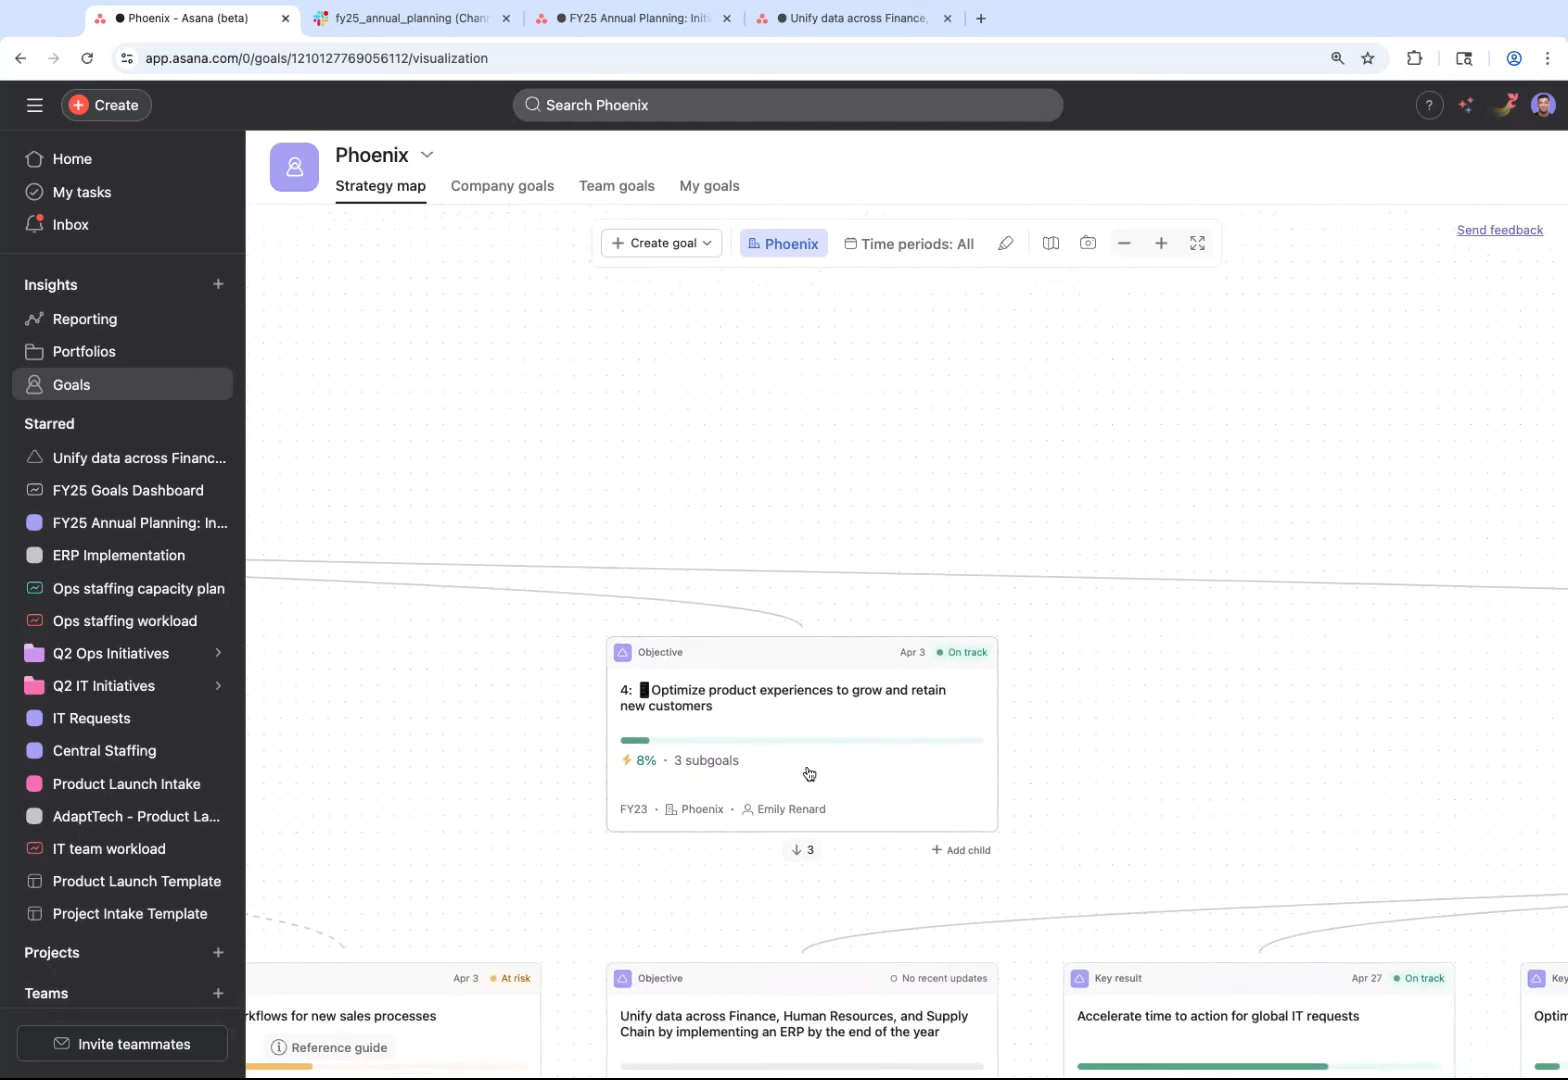 Phoenix - Asana (beta)
fy25_annual_planning (Chann
FY25 Annual Planning: Initi
Unify data across Finance,
app.asana.com/0/goals/1210127769056112/visualization
Create
Search Phoenix
?
Home
My tasks
Inbox
Insights
Reporting
Portfolios
Goals
Starred
Unify data across Financ...
FY25 Goals Dashboard
FY25 Annual Planning: In...
ERP Implementation
Ops staffing capacity plan
Ops staffing workload
Q2 Ops Initiatives
Q2 IT Initiatives
IT Requests
Central Staffing
Product Launch Intake
AdaptTech - Product La...
IT team workload
Product Launch Template
Project Intake Template
Projects
Teams
Invite teammates
Phoenix
Strategy map Company goals Team goals My goals
Create goal Phoenix Time periods: All
Send feedback
Objective Apr 3 On track
4: Optimize product experiences to grow and retain
new customers
8% · 3 subgoals
FY23 · Phoenix · Emily Renard
3 + Add child
Apr 3 At risk
rkflows for new sales processes
Reference guide
Objective No recent updates
Unify data across Finance, Human Resources, and Supply
Chain by implementing an ERP by the end of the year
Key result Apr 27 On track
Accelerate time to action for global IT requests
Key
Optim